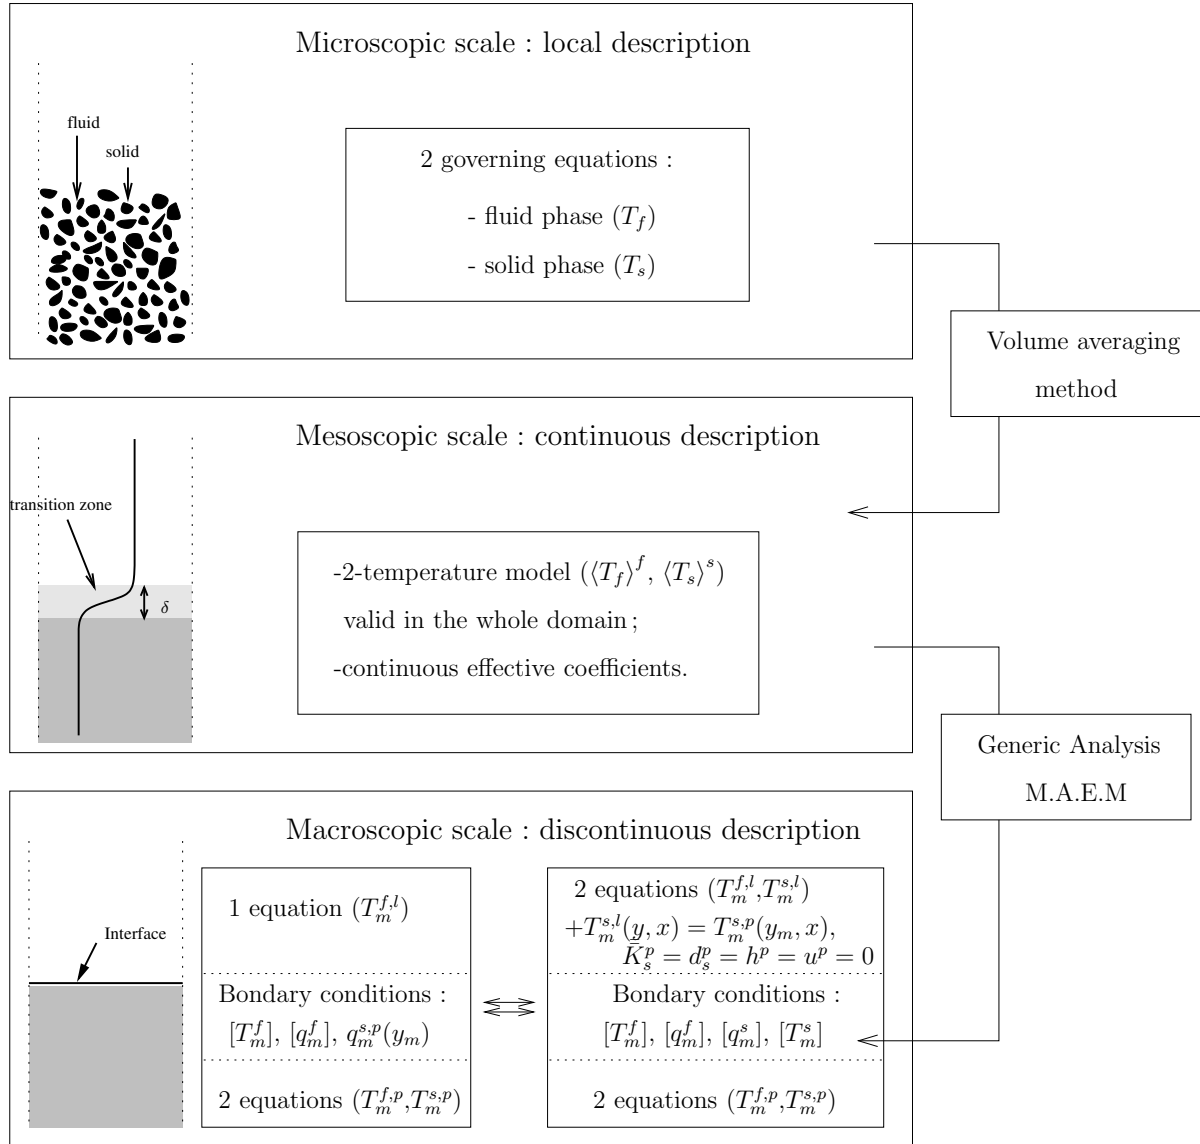 Microscopic scale : local description
fluid
solid
2 governing equations :
- fluid phase (T_f)
- solid phase (T_s)
Volume averaging
method
Mesoscopic scale : continuous description
transition zone
δ
-2-temperature model (⟨T_f⟩^f, ⟨T_s⟩^s)
valid in the whole domain ;
-continuous effective coefficients.
Generic Analysis
M.A.E.M
Macroscopic scale : discontinuous description
Interface
1 equation (T_m^{f,l})
Bondary conditions :
[T_m^f], [q_m^f], q_m^{s,p}(y_m)
2 equations (T_m^{f,p},T_m^{s,p})
2 equations (T_m^{f,l},T_m^{s,l})
+T_m^{s,l}(y, x) = T_m^{s,p}(y_m, x),
K̄̄_s^p = d_s^p = h^p = u^p = 0
Bondary conditions :
[T_m^f], [q_m^f], [q_m^s], [T_m^s]
2 equations (T_m^{f,p},T_m^{s,p})